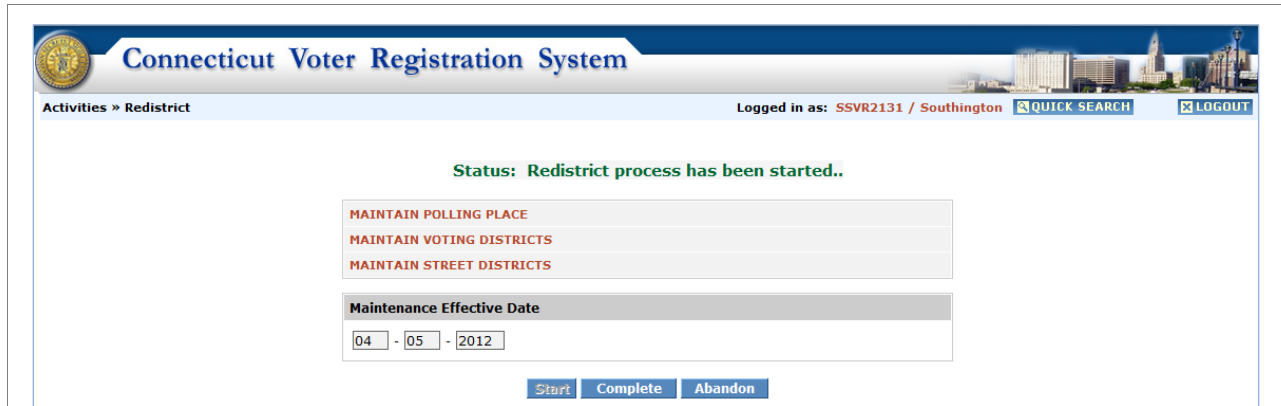 Connecticut Voter Registration System
Activities » Redistrict Logged in as: SSVR2131 / Southington QUICK SEARCH LOGOUT
Status: Redistrict process has been started..
MAINTAIN POLLING PLACE
MAINTAIN VOTING DISTRICTS
MAINTAIN STREET DISTRICTS
Maintenance Effective Date
04 - 05 - 2012
Start Complete Abandon